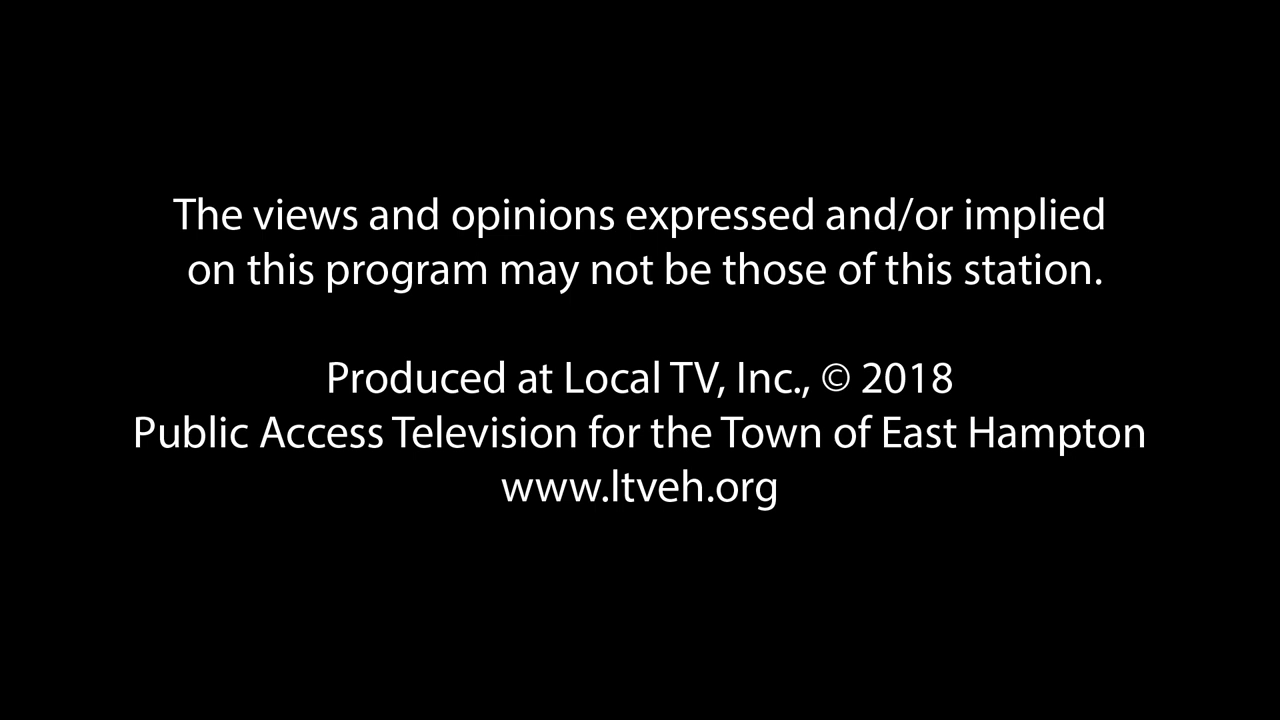 The views and opinions expressed and/or implied
on this program may not be those of this station.
Produced at Local TV, Inc., © 2018
Public Access Television for the Town of East Hampton
www.ltveh.org